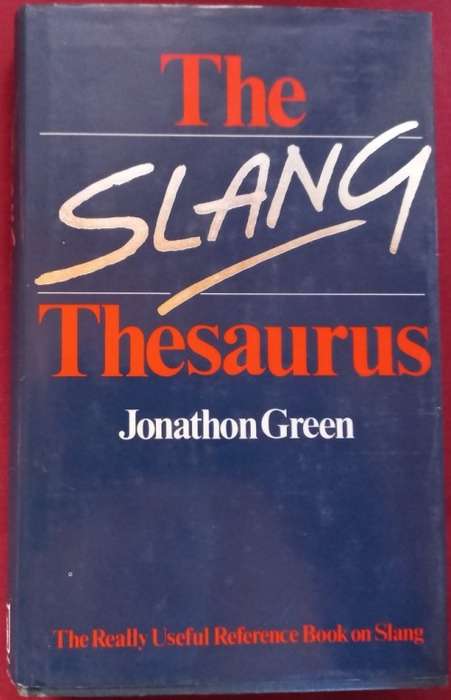 The
SLANG
Thesaurus
Jonathon Green
The Really Useful Reference Book on Slang